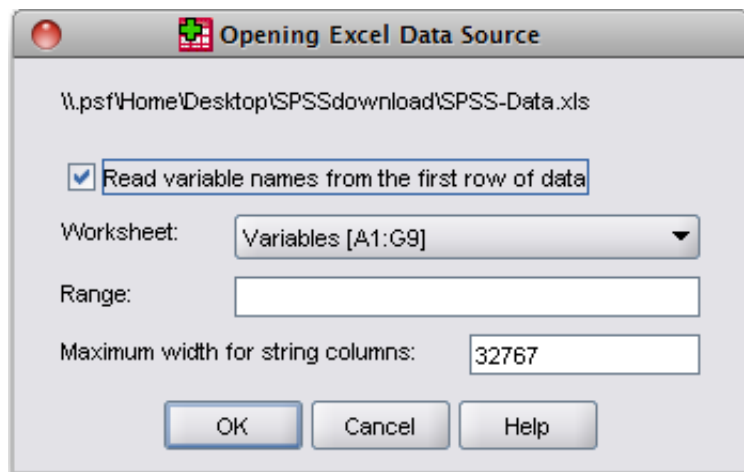 Opening Excel Data Source
\\.psf\Home\Desktop\SPSSdownload\SPSS-Data.xls
Read variable names from the first row of data
Worksheet: Variables [A1:G9]
Range:
Maximum width for string columns: 32767
OK Cancel Help